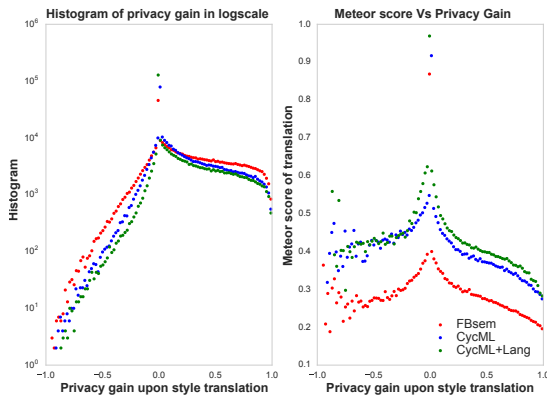 Histogram of privacy gain in logscale
10^6
10^5
10^4
10^3
10^2
10^1
10^0
Histogram
−1.0 −0.5 0.0 0.5 1.0
Privacy gain upon style translation
Meteor score Vs Privacy Gain
1.0
0.9
0.8
0.7
0.6
0.5
0.4
0.3
0.2
0.1
Meteor score of translation
FBsem
CycML
CycML+Lang
−1.0 −0.5 0.0 0.5 1.0
Privacy gain upon style translation